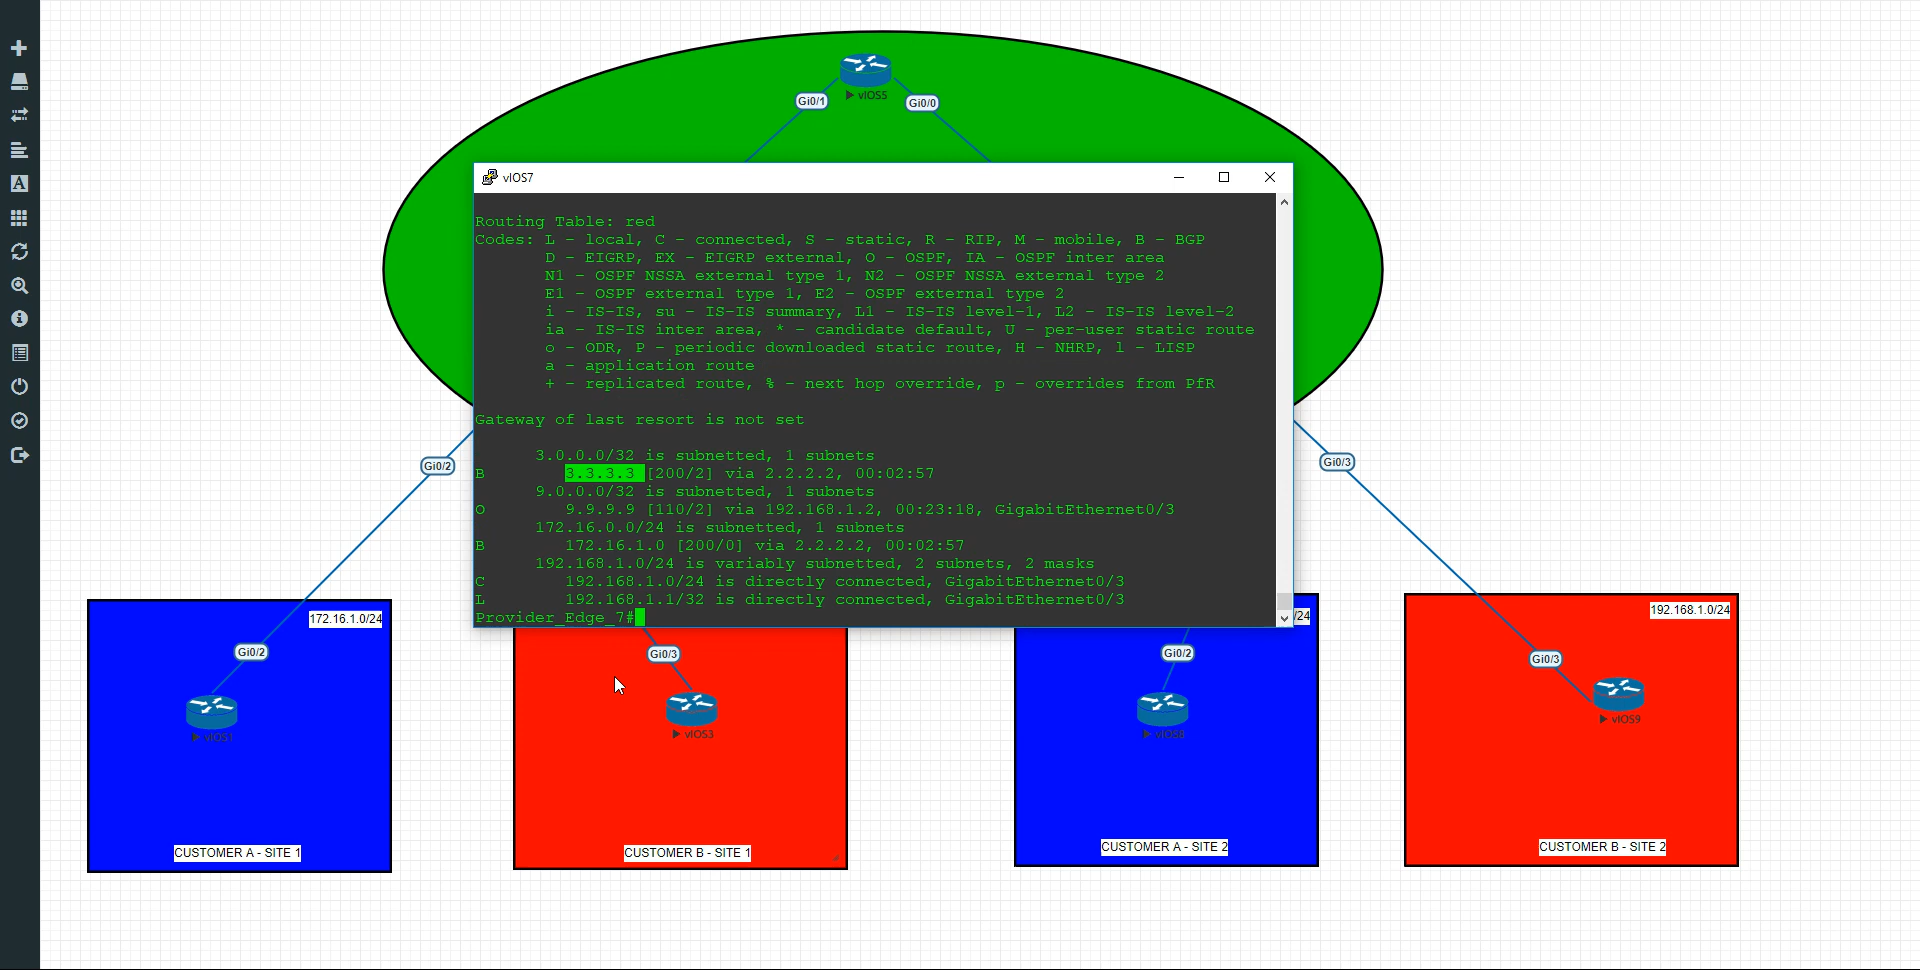 vIOS5
Gi0/1
Gi0/0
vIOS7
Routing Table: red
Codes: L - local, C - connected, S - static, R - RIP, M - mobile, B - BGP
D - EIGRP, EX - EIGRP external, O - OSPF, IA - OSPF inter area
N1 - OSPF NSSA external type 1, N2 - OSPF NSSA external type 2
E1 - OSPF external type 1, E2 - OSPF external type 2
i - IS-IS, su - IS-IS summary, L1 - IS-IS level-1, L2 - IS-IS level-2
ia - IS-IS inter area, * - candidate default, U - per-user static route
o - ODR, P - periodic downloaded static route, H - NHRP, l - LISP
a - application route
+ - replicated route, % - next hop override, p - overrides from PfR
Gateway of last resort is not set
3.0.0.0/32 is subnetted, 1 subnets
B 3.3.3.3 [200/2] via 2.2.2.2, 00:02:57
9.0.0.0/32 is subnetted, 1 subnets
O 9.9.9.9 [110/2] via 192.168.1.2, 00:23:18, GigabitEthernet0/3
172.16.0.0/24 is subnetted, 1 subnets
B 172.16.1.0 [200/0] via 2.2.2.2, 00:02:57
192.168.1.0/24 is variably subnetted, 2 subnets, 2 masks
C 192.168.1.0/24 is directly connected, GigabitEthernet0/3
L 192.168.1.1/32 is directly connected, GigabitEthernet0/3
Provider_Edge_7#
Gi0/2
Gi0/3
172.16.1.0/24
/24
192.168.1.0/24
Gi0/2
Gi0/3
Gi0/2
Gi0/3
vIOS1
vIOS3
vIOS8
vIOS9
CUSTOMER A - SITE 1
CUSTOMER B - SITE 1
CUSTOMER A - SITE 2
CUSTOMER B - SITE 2